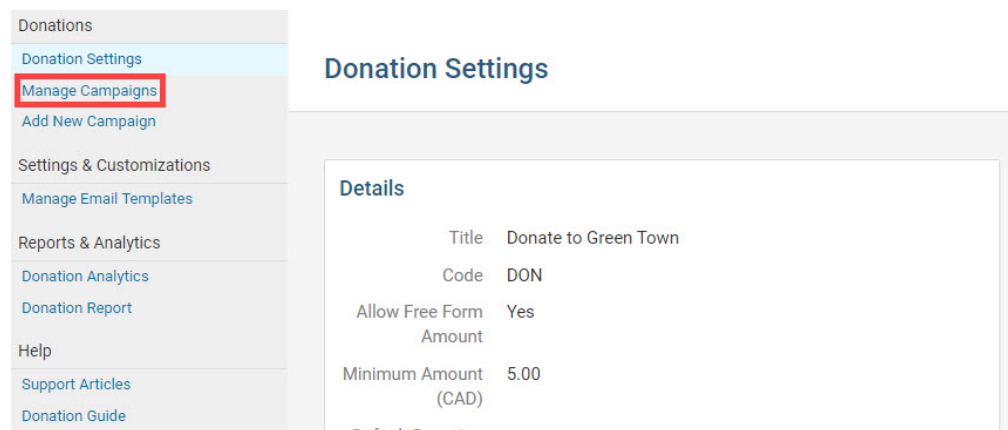 Donations
Donation Settings
Manage Campaigns
Add New Campaign
Settings & Customizations
Manage Email Templates
Reports & Analytics
Donation Analytics
Donation Report
Help
Support Articles
Donation Guide
Donation Settings
Details
Title Donate to Green Town
Code DON
Allow Free Form Yes
Amount
Minimum Amount 5.00
(CAD)